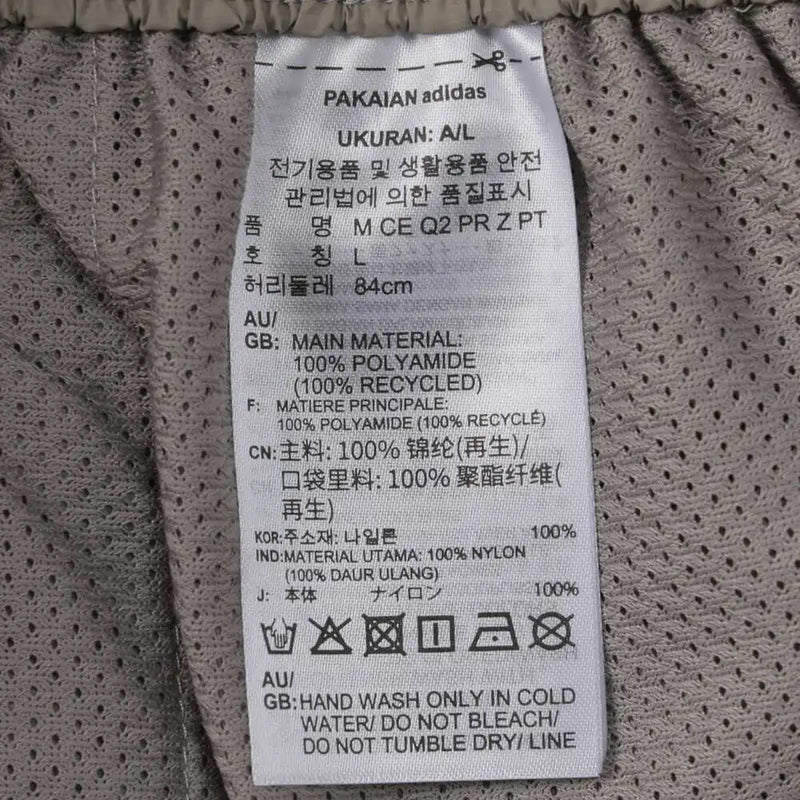 PAKAIAN adidas
UKURAN: A/L
전기용품 및 생활용품 안전
관리법에 의한 품질표시
품 명 M CE Q2 PR Z PT
호 칭 L
허리둘레 84cm
AU/
GB: MAIN MATERIAL:
100% POLYAMIDE
(100% RECYCLED)
F: MATIERE PRINCIPALE:
100% POLYAMIDE (100% RECYCLÉ)
CN: 主料: 100% 锦纶(再生)/
口袋里料: 100% 聚酯纤维(
再生)
KOR:주소재: 나일론 100%
IND:MATERIAL UTAMA: 100% NYLON
(100% DAUR ULANG)
J: 本体 ナイロン 100%
AU/
GB: HAND WASH ONLY IN COLD
WATER/ DO NOT BLEACH/
DO NOT TUMBLE DRY/ LINE